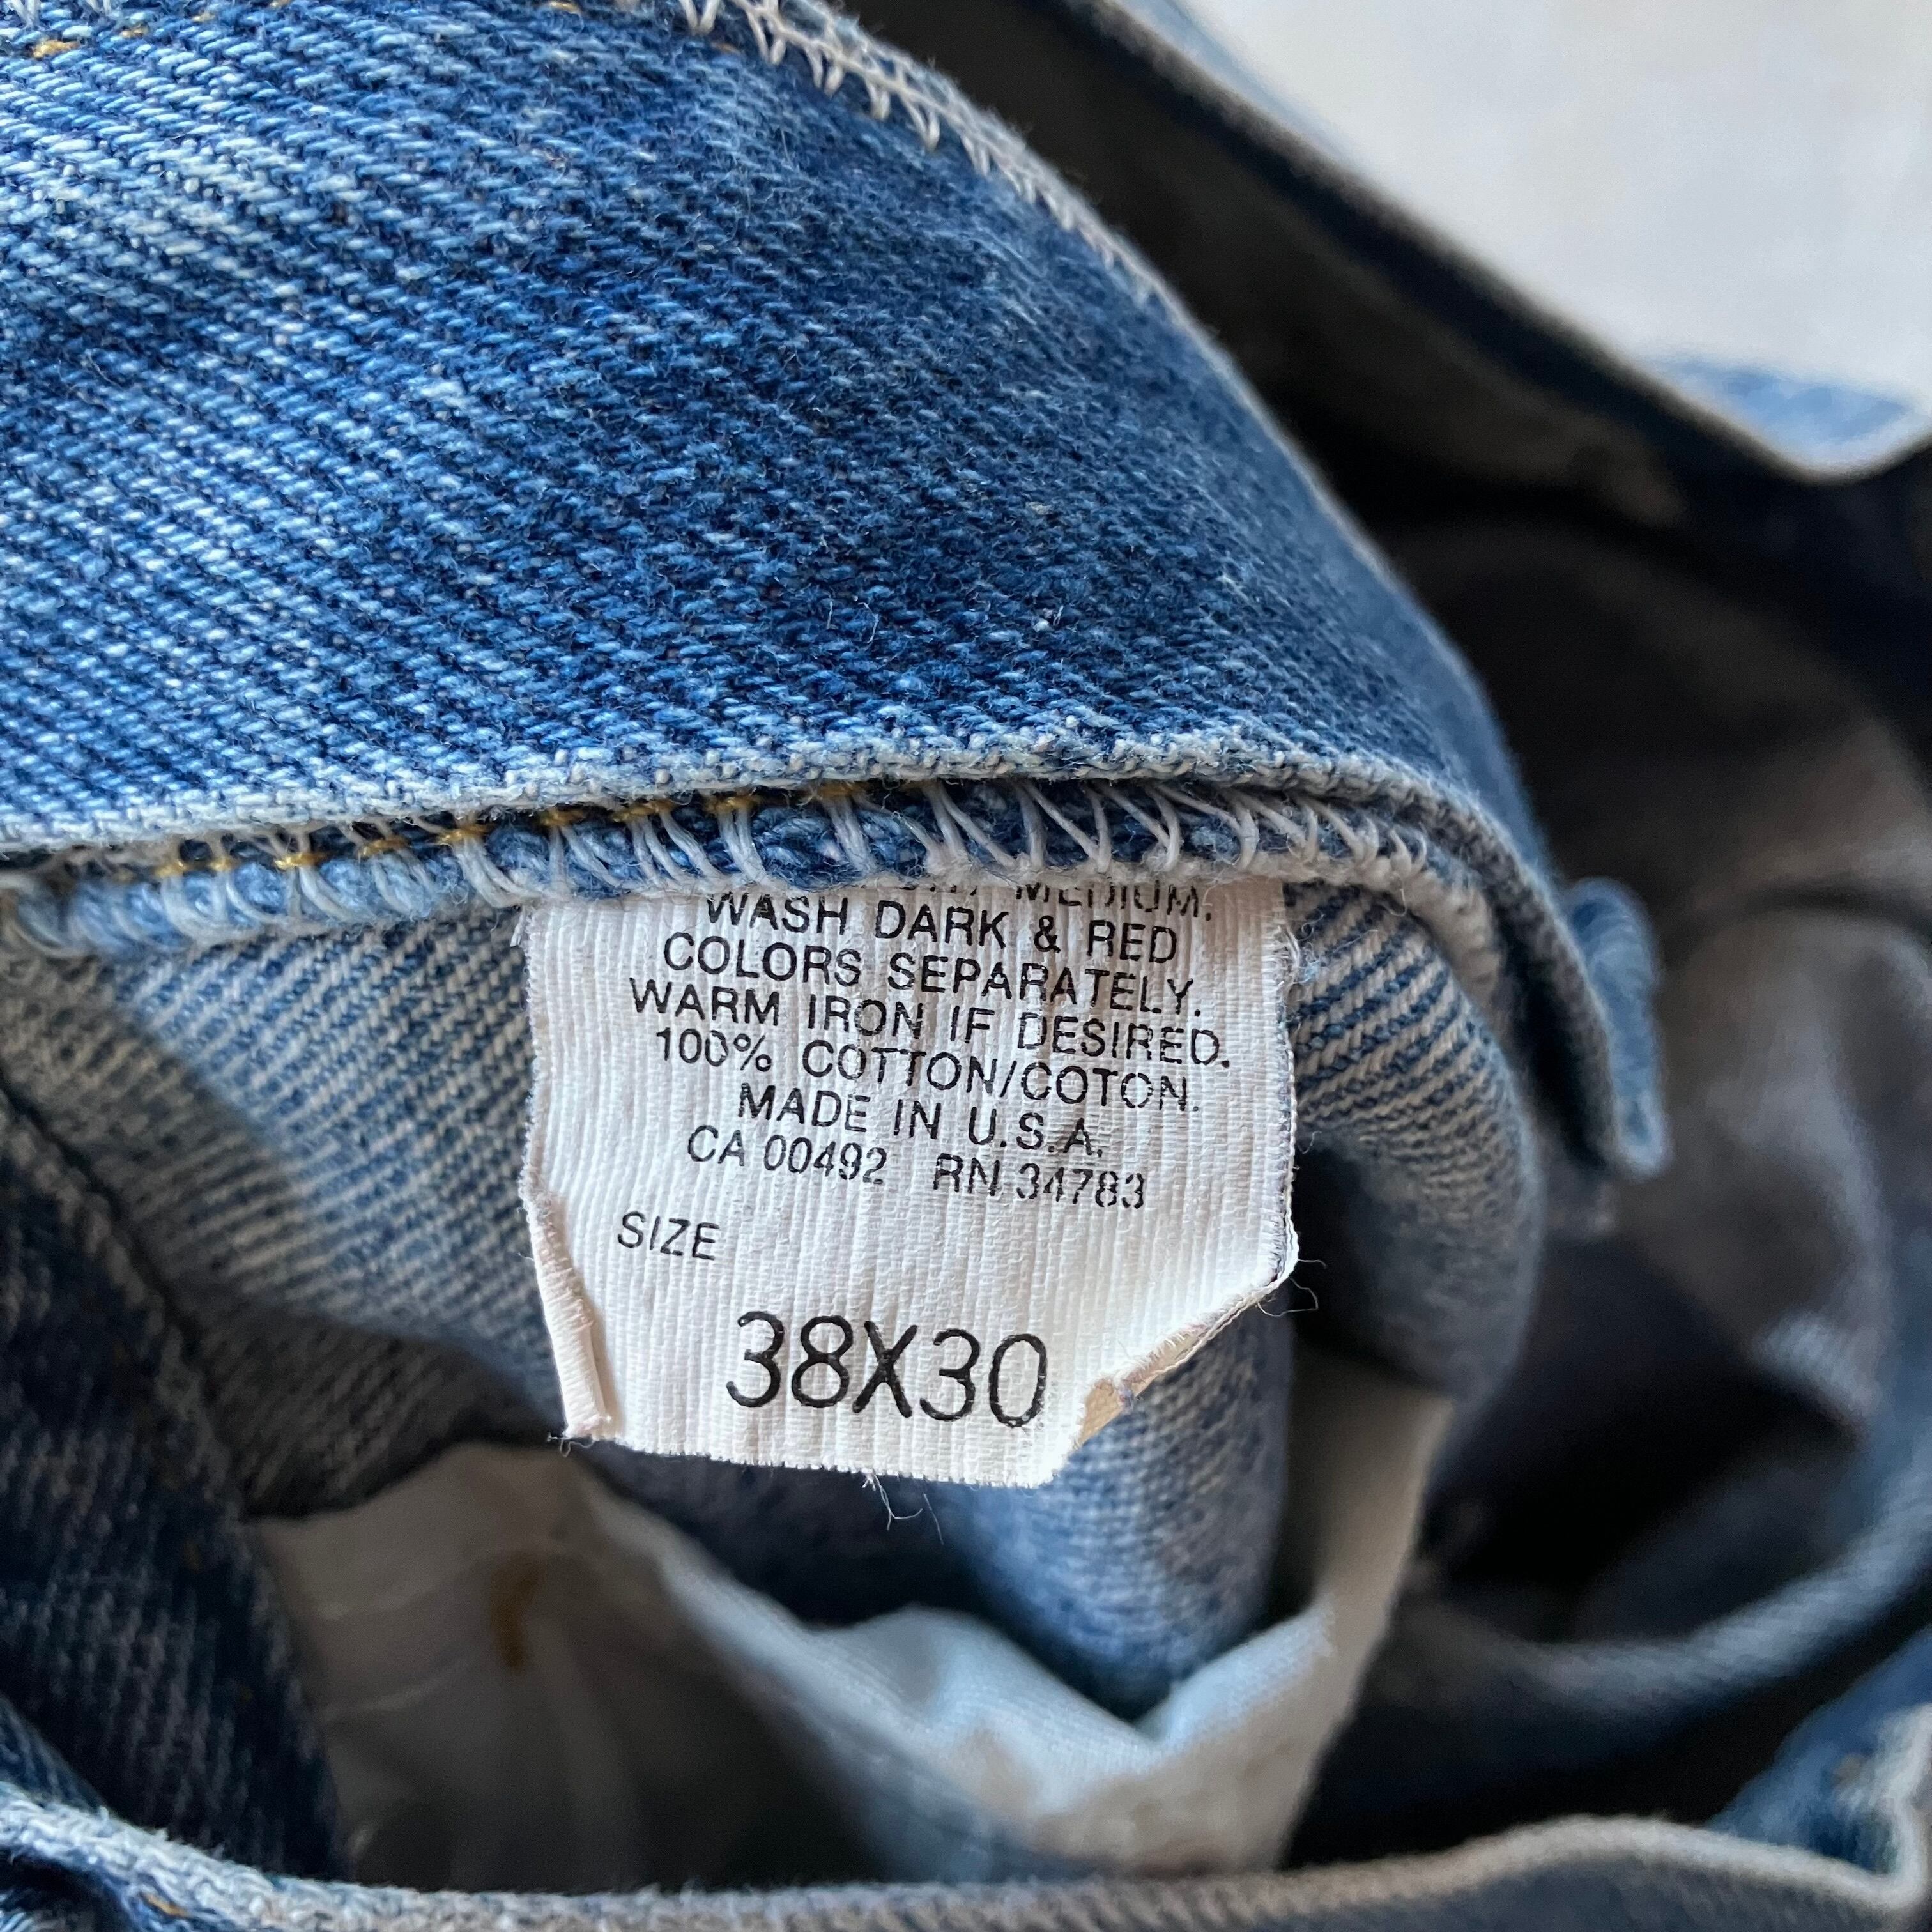 MEDIUM.
WASH DARK & RED
COLORS SEPARATELY.
WARM IRON IF DESIRED.
100% COTTON/COTON.
MADE IN U.S.A.
CA 00492 RN 34783
SIZE
38X30